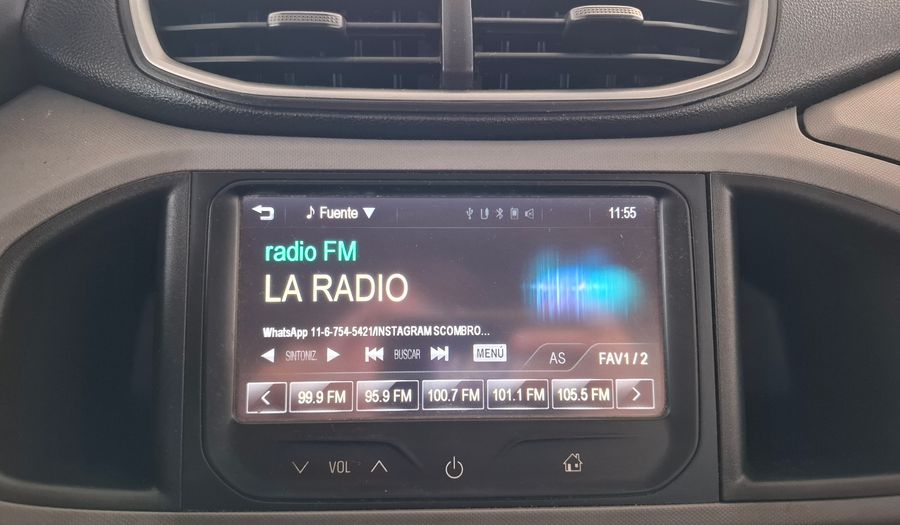 Fuente 11:55
radio FM
LA RADIO
WhatsApp 11-6-754-5421/INSTAGRAM SCOMBRO...
SINTONIZ. BUSCAR MENÚ AS FAV1 / 2
99.9 FM 95.9 FM 100.7 FM 101.1 FM 105.5 FM
VOL